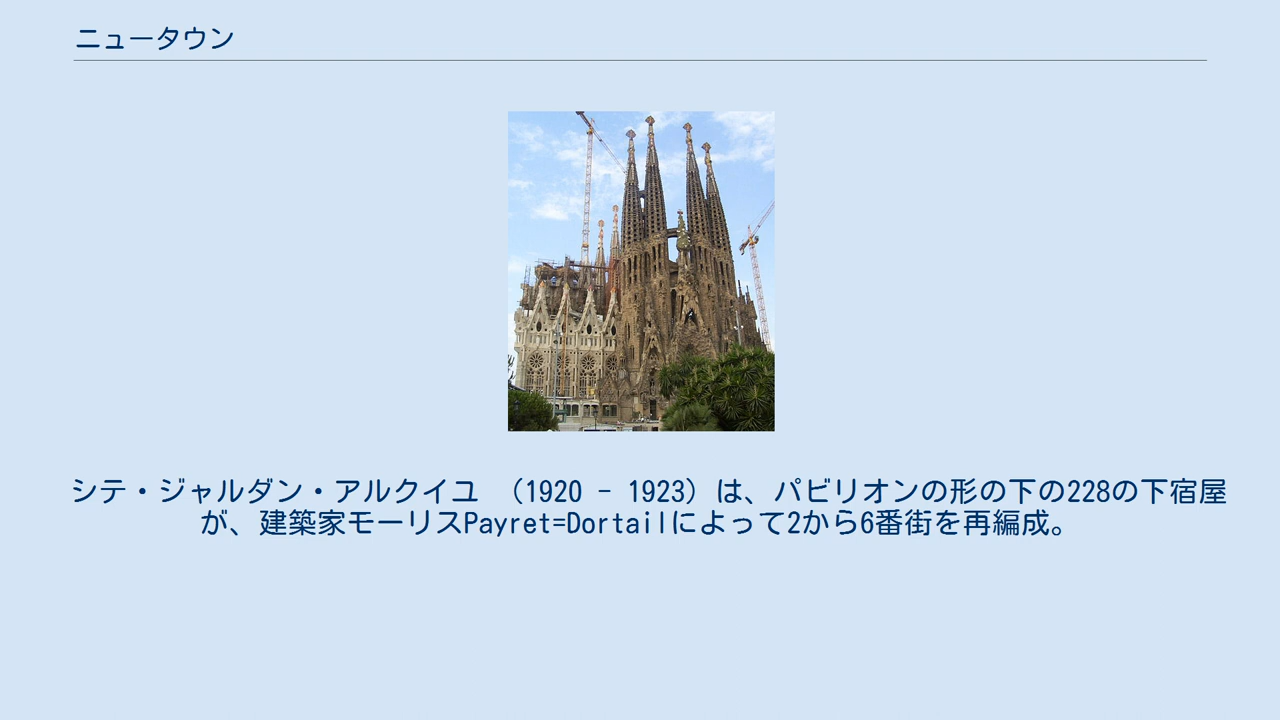 ニュータウン
シテ・ジャルダン・アルクイユ （1920 - 1923）は、パビリオンの形の下の228の下宿屋
が、建築家モーリスPayret=Dortailによって2から6番街を再編成。